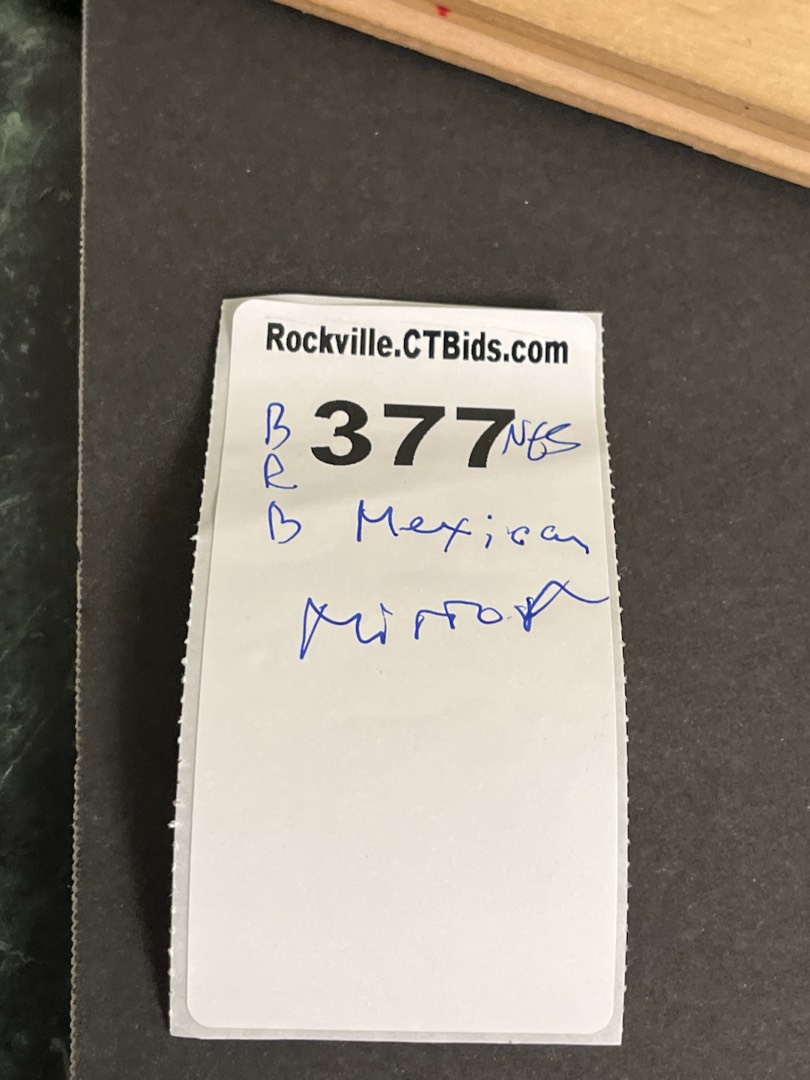 Rockville.CTBids.com
B 377 NES
R
B Mexican
Mirror